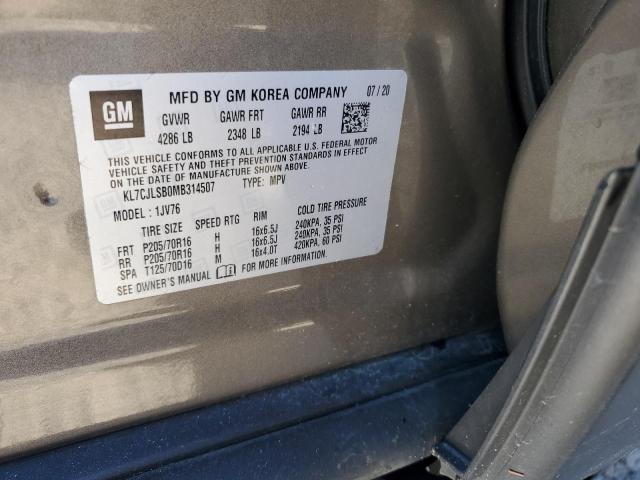 GM
MFD BY GM KOREA COMPANY 07/20
GVWR GAWR FRT GAWR RR
4286 LB 2348 LB 2194 LB
THIS VEHICLE CONFORMS TO ALL APPLICABLE U.S. FEDERAL MOTOR
VEHICLE SAFETY AND THEFT PREVENTION STANDARDS IN EFFECT
ON THE DATE OF MANUFACTURE SHOWN ABOVE.
KL7CJLSB0MB314507 TYPE: MPV
MODEL: 1JV76
TIRE SIZE SPEED RTG RIM COLD TIRE PRESSURE
FRT P205/70R16 H 16x6.5J 240KPA, 35 PSI
RR P205/70R16 H 16x6.5J 240KPA, 35 PSI
SPA T125/70D16 M 16x4.0T 420KPA, 60 PSI
SEE OWNER'S MANUAL FOR MORE INFORMATION.